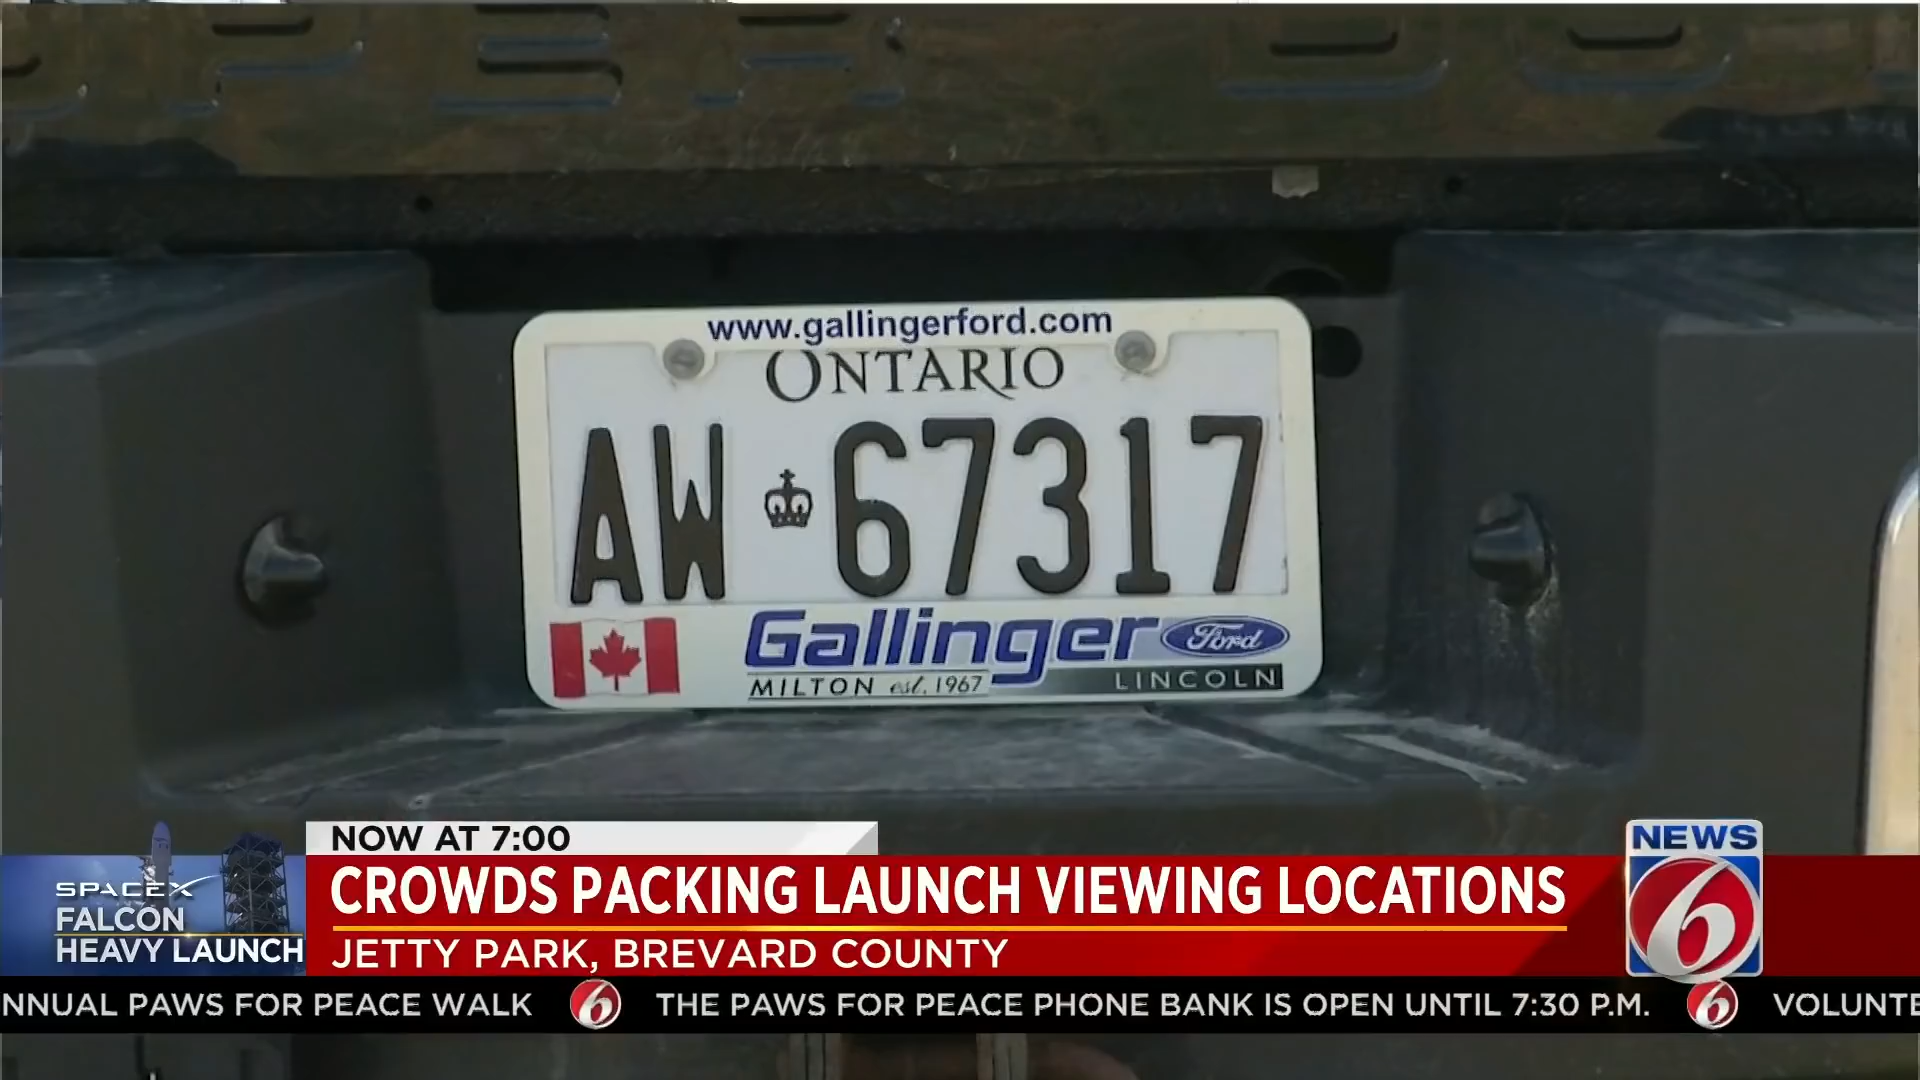 www.gallingerford.com
ONTARIO
AW 67317
Gallinger Ford
MILTON est. 1967 LINCOLN
NOW AT 7:00
CROWDS PACKING LAUNCH VIEWING LOCATIONS
JETTY PARK, BREVARD COUNTY
SPACEX
FALCON
HEAVY LAUNCH
NEWS
6
NNUAL PAWS FOR PEACE WALK 6 THE PAWS FOR PEACE PHONE BANK IS OPEN UNTIL 7:30 P.M. 6 VOLUNTE